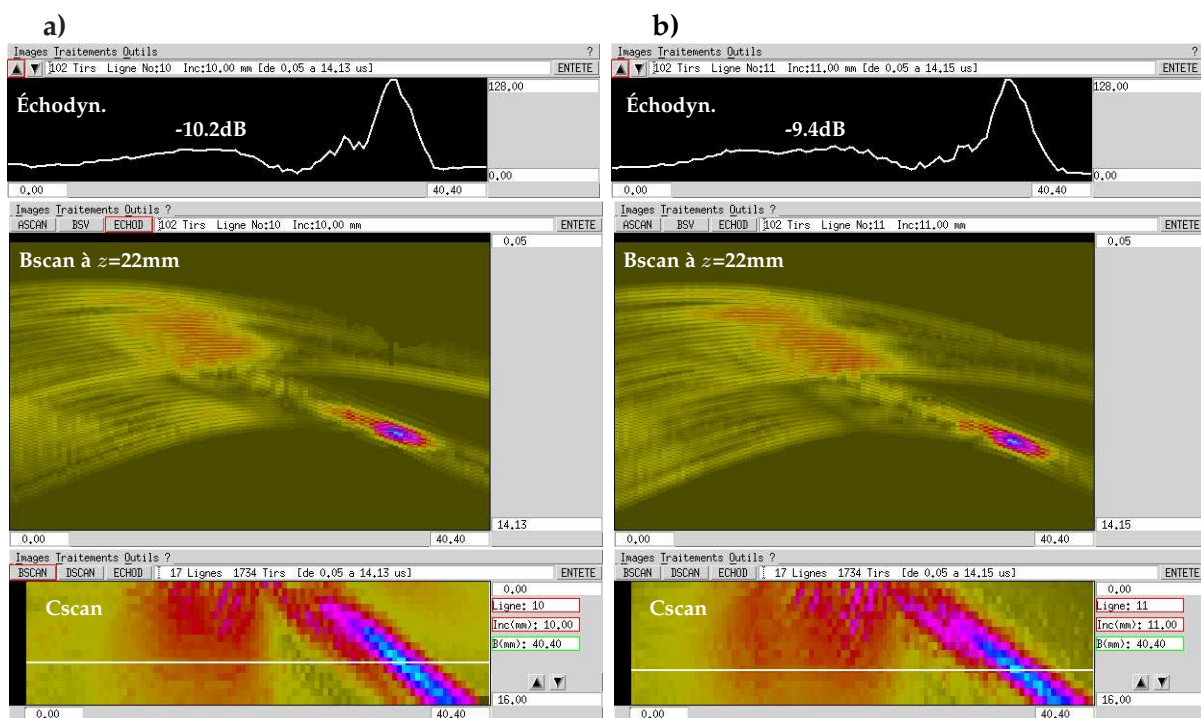 a)
Images Traitements Outils ?
102 Tirs Ligne No:10 Inc:10.00 mm [de 0.05 a 14.13 us] ENTETE
128.00
Échodyn.
-10.2dB
0.00
0.00 40.40
Images Traitements Outils ?
ASCAN BSV ECHOD 102 Tirs Ligne No:10 Inc:10.00 mm ENTETE
0.05
Bscan à z=22mm
14.13
0.00 40.40
Images Traitements Outils ?
BSCAN DSCAN ECHOD 17 Lignes 1734 Tirs [de 0.05 a 14.13 us] ENTETE
0.00
Cscan
Ligne: 10
Inc(mm): 10.00
B(mm): 40.40
16.00
0.00 40.40
b)
Images Traitements Outils ?
102 Tirs Ligne No:11 Inc:11.00 mm [de 0.05 a 14.15 us] ENTETE
128.00
Échodyn.
-9.4dB
0.00
0.00 40.40
Images Traitements Outils ?
ASCAN BSV ECHOD 102 Tirs Ligne No:11 Inc:11.00 mm ENTETE
0.05
Bscan à z=22mm
14.15
0.00 40.40
Images Traitements Outils ?
BSCAN DSCAN ECHOD 17 Lignes 1734 Tirs [de 0.05 a 14.15 us] ENTETE
0.00
Cscan
Ligne: 11
Inc(mm): 11.00
B(mm): 40.40
16.00
0.00 40.40